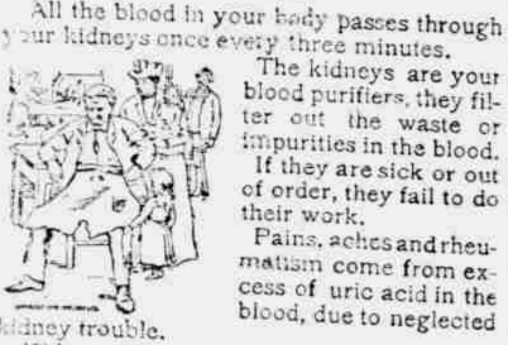 All the blood in your body passes through
your kidneys once every three minutes.
The kidneys are your
blood purifiers, they fil-
ter out the waste or
impurities in the blood.
If they are sick or out
of order, they fail to do
their work.
Pains, aches and rheu-
matism come from ex-
cess of uric acid in the
blood, due to neglected
kidney trouble.